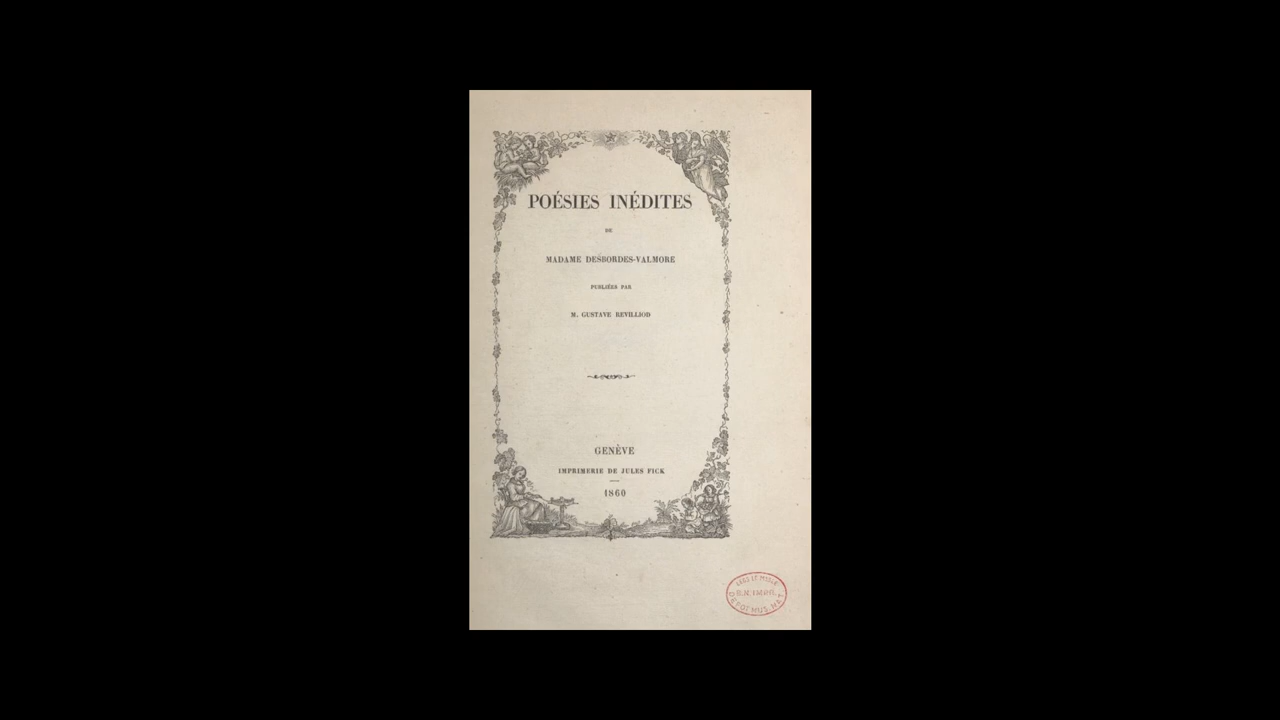 POÉSIES INÉDITES
DE
MADAME DESBORDES-VALMORE
PUBLIÉES PAR
M. GUSTAVE REVILLIOD
GENÈVE
IMPRIMERIE DE JULES FICK
1860